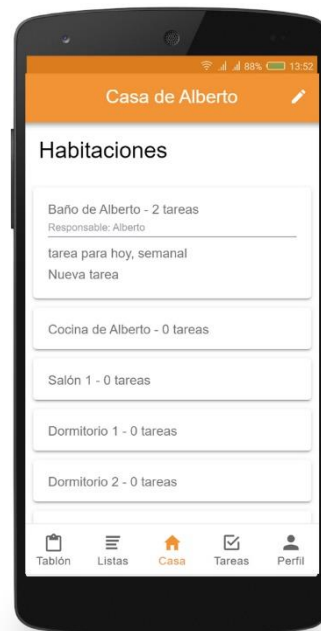 88% 13:52
Casa de Alberto
Habitaciones
Baño de Alberto - 2 tareas
Responsable: Alberto
tarea para hoy, semanal
Nueva tarea
Cocina de Alberto - 0 tareas
Salón 1 - 0 tareas
Dormitorio 1 - 0 tareas
Dormitorio 2 - 0 tareas
Tablón Listas Casa Tareas Perfil